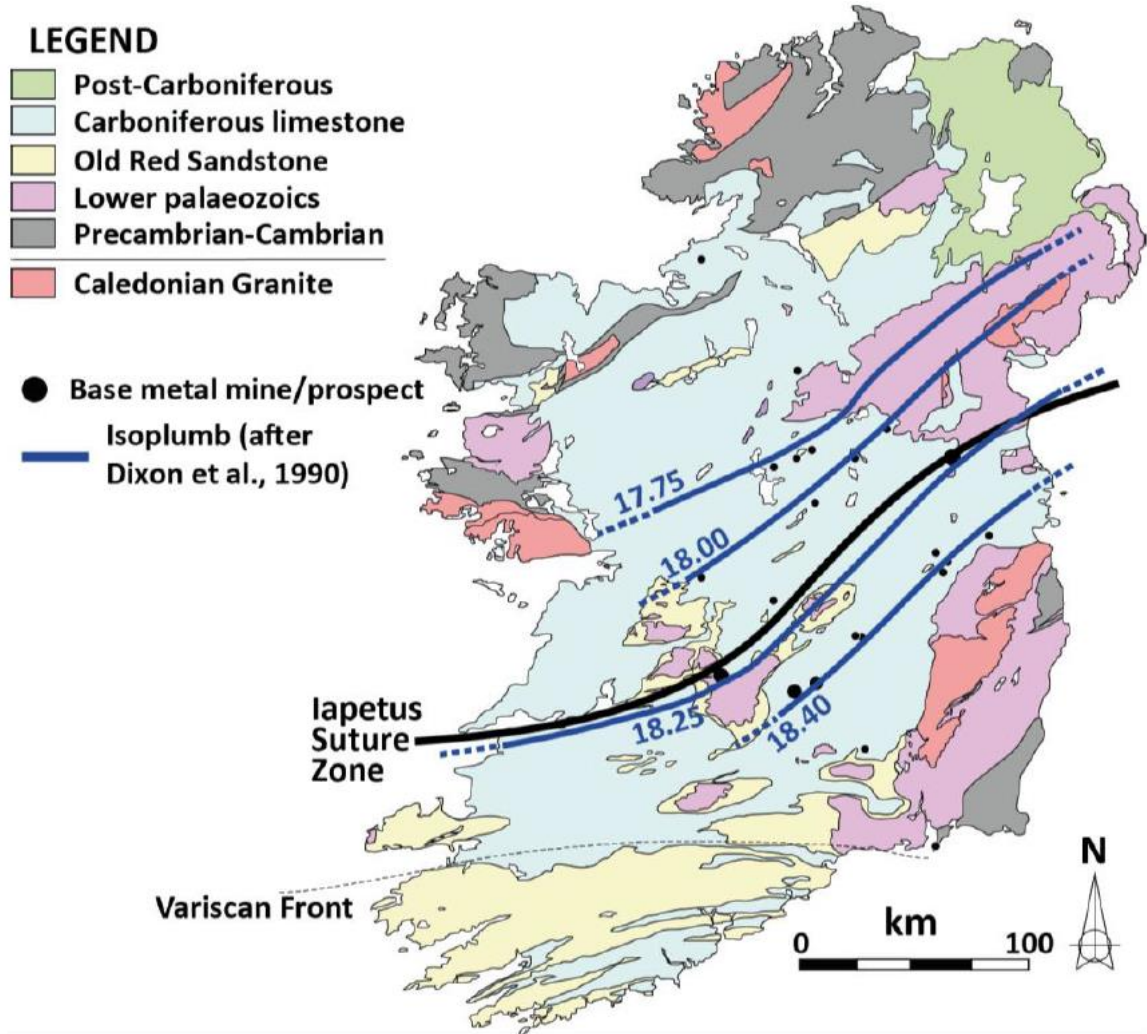 LEGEND
Post-Carboniferous
Carboniferous limestone
Old Red Sandstone
Lower palaeozoics
Precambrian-Cambrian
Caledonian Granite
Base metal mine/prospect
Isoplumb (after
Dixon et al., 1990)
17.75
18.00
18.25
18.40
Iapetus
Suture
Zone
Variscan Front
N
km
0
100